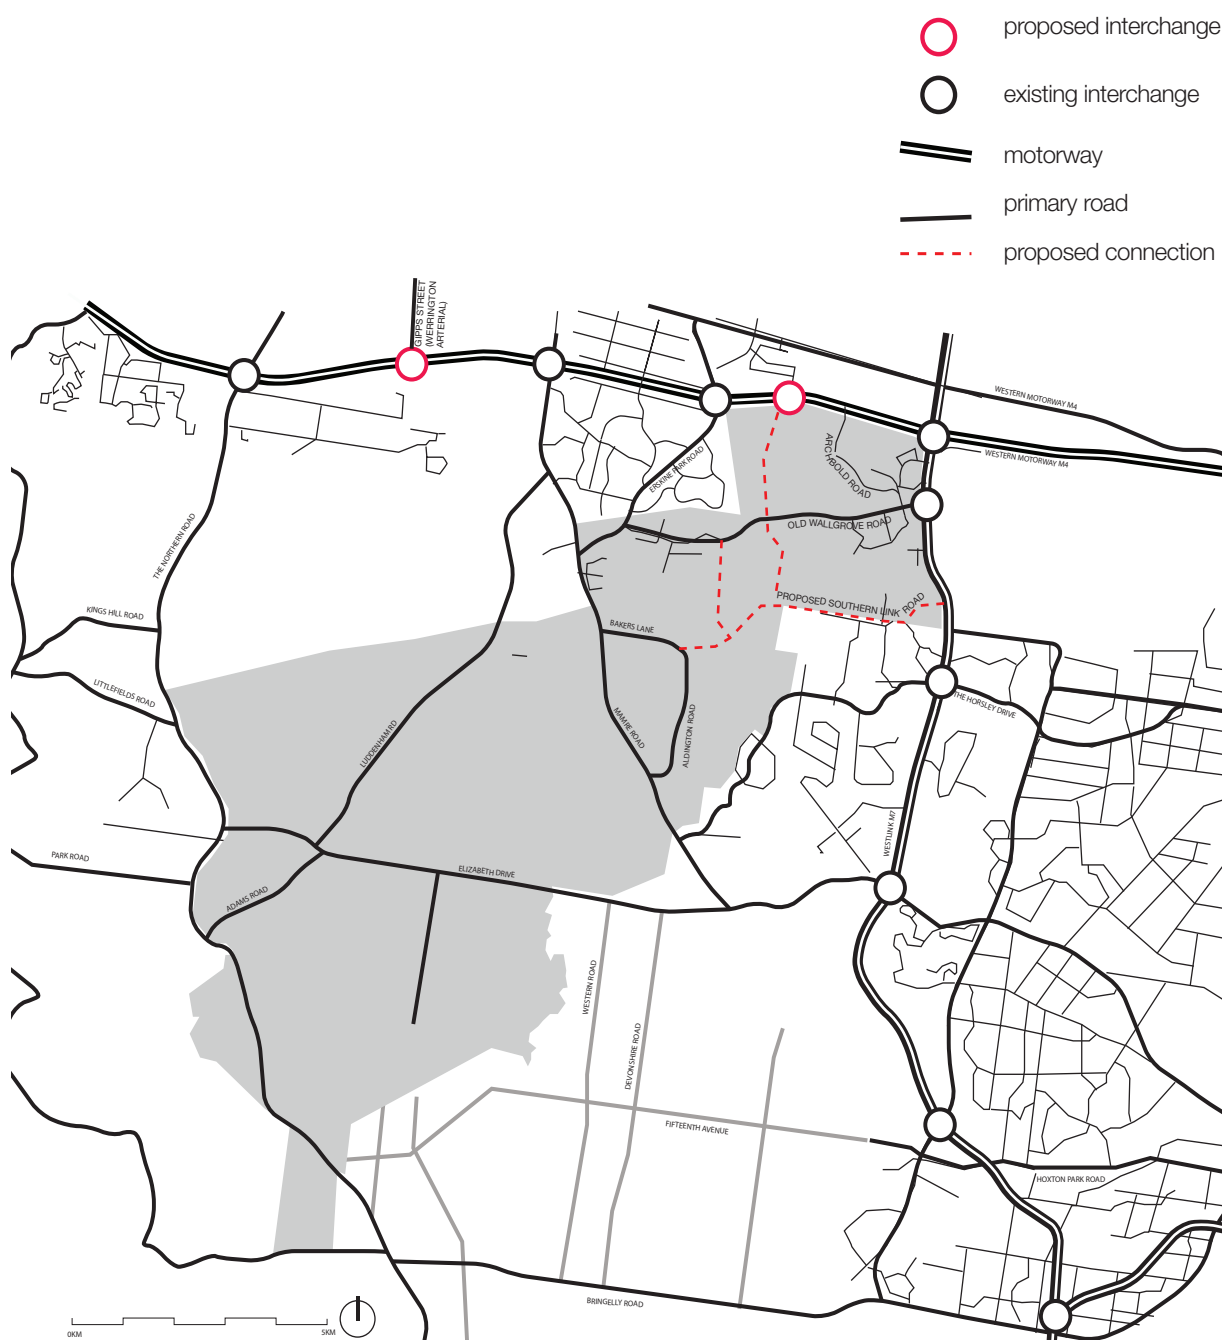 proposed interchange
existing interchange
motorway
primary road
proposed connection
GIPPS STREET
(WERRINGTON
ARTERIAL)
WESTERN MOTORWAY M4
WESTERN MOTORWAY M4
ERSKINE PARK ROAD
ARCHBOLD ROAD
OLD WALLGROVE ROAD
THE NORTHERN ROAD
PROPOSED SOUTHERN LINK ROAD
KINGS HILL ROAD
BAKERS LANE
LITTLEFIELDS ROAD
THE HORSLEY DRIVE
MAMRE ROAD
ALDINGTON ROAD
LUDDENHAM RD
WESTLINK M7
PARK ROAD
ELIZABETH DRIVE
ADAMS ROAD
WESTERN ROAD
DEVONSHIRE ROAD
FIFTEENTH AVENUE
HOXTON PARK ROAD
BRINGELLY ROAD
0KM
5KM